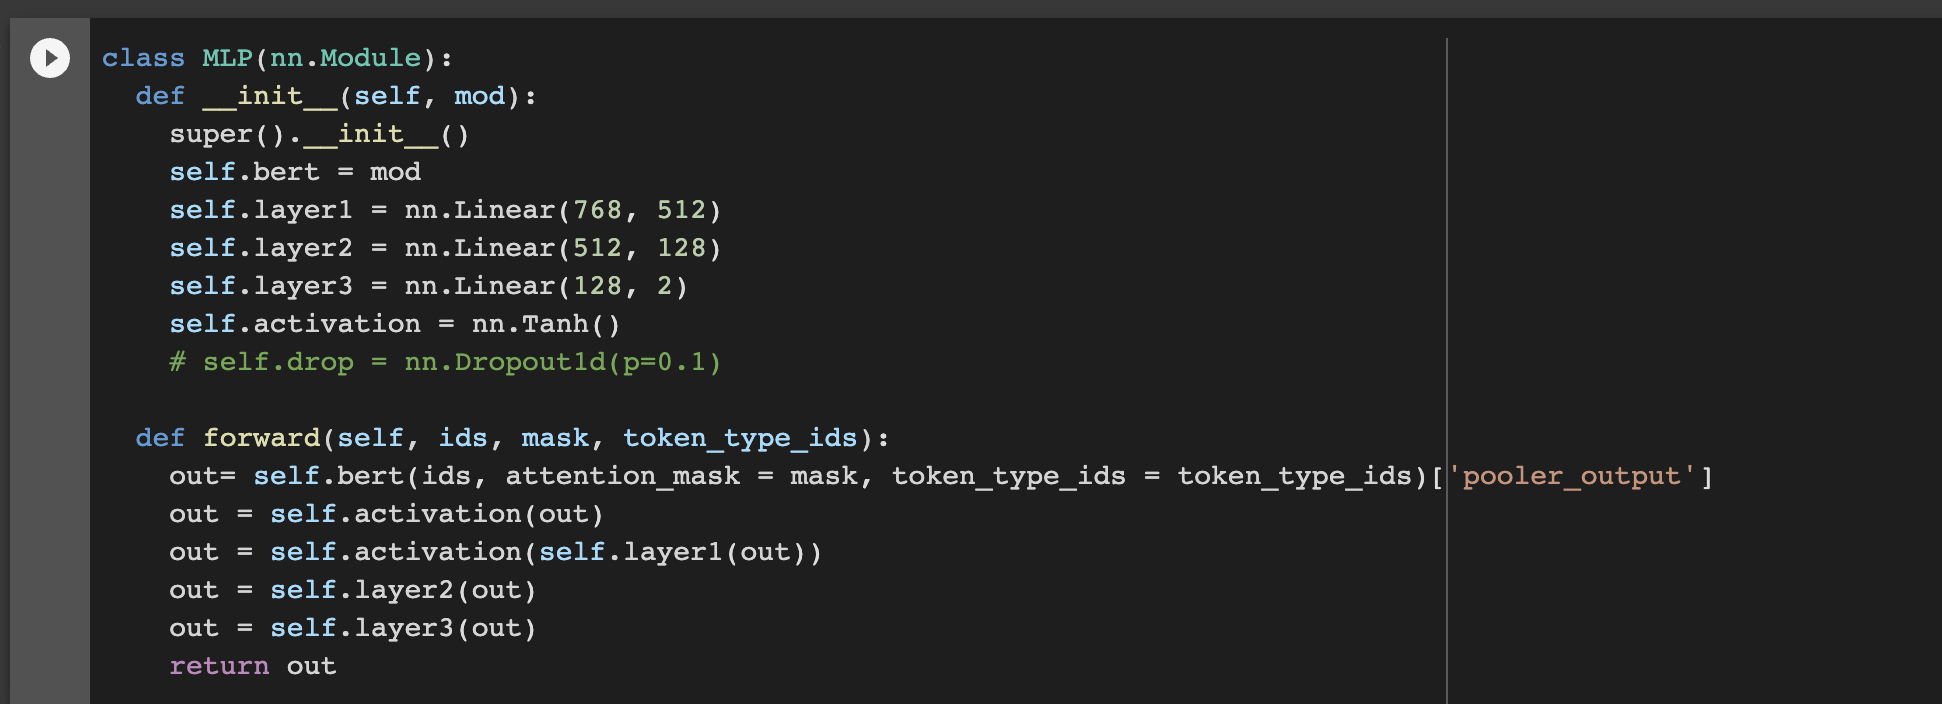 class MLP(nn.Module):
  def __init__(self, mod):
    super().__init__()
    self.bert = mod
    self.layer1 = nn.Linear(768, 512)
    self.layer2 = nn.Linear(512, 128)
    self.layer3 = nn.Linear(128, 2)
    self.activation = nn.Tanh()
    # self.drop = nn.Dropout1d(p=0.1)

  def forward(self, ids, mask, token_type_ids):
    out= self.bert(ids, attention_mask = mask, token_type_ids = token_type_ids)['pooler_output']
    out = self.activation(out)
    out = self.activation(self.layer1(out))
    out = self.layer2(out)
    out = self.layer3(out)
    return out